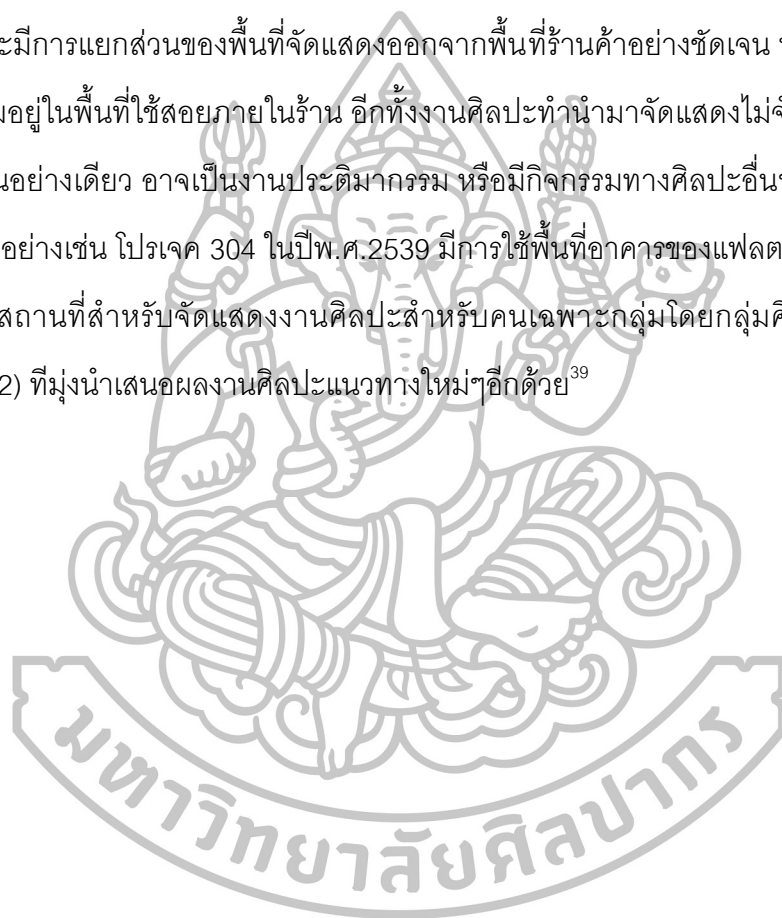 ะมีการแยกส่วนของพื้นที่จัดแสดงออกจากพื้นที่ร้านค้าอย่างชัดเจน
อยู่ในพื้นที่ใช้สอยภายในร้าน อีกทั้งงานศิลปะทำนำมาจัดแสดงไม่จ
นอย่างเดียว อาจเป็นงานประติมากรรม หรือมีกิจกรรมทางศิลปะอื่น
อย่างเช่น โปรเจค 304 ในปีพ.ศ.2539 มีการใช้พื้นที่อาคารของแฟลต
สถานที่สำหรับจัดแสดงงานศิลปะสำหรับคนเฉพาะกลุ่มโดยกลุ่มศิ
2) ที่มุ่งนำเสนอผลงานศิลปะแนวทางใหม่ๆอีกด้วย39
มหาวิทยาลัยศิลปากร